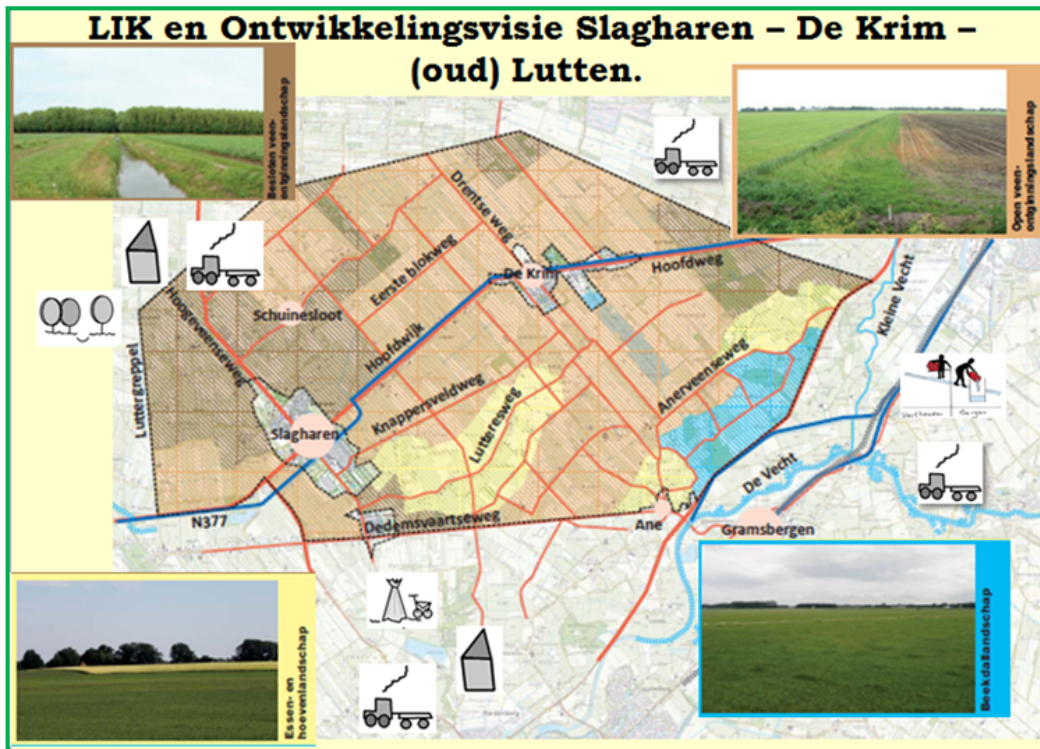 LIK en Ontwikkelingsvisie Slagharen – De Krim –
(oud) Lutten.
Besloten veen-
ontginningslandschap
Open veen-
ontginningslandschap
Drentse weg
De Krim
Hoofdweg
Eerste blokweg
Schuinesloot
Hoogeveenseweg
Hoofdwijk
Kleine Vecht
Luttergreppel
Anerveenseweg
Knappersveldweg
Lutteresweg
Slagharen
De Vecht
N377
Dedemsvaartseweg
Ane
Gramsbergen
Essen- en
hoevenlandschap
Beekdallandschap